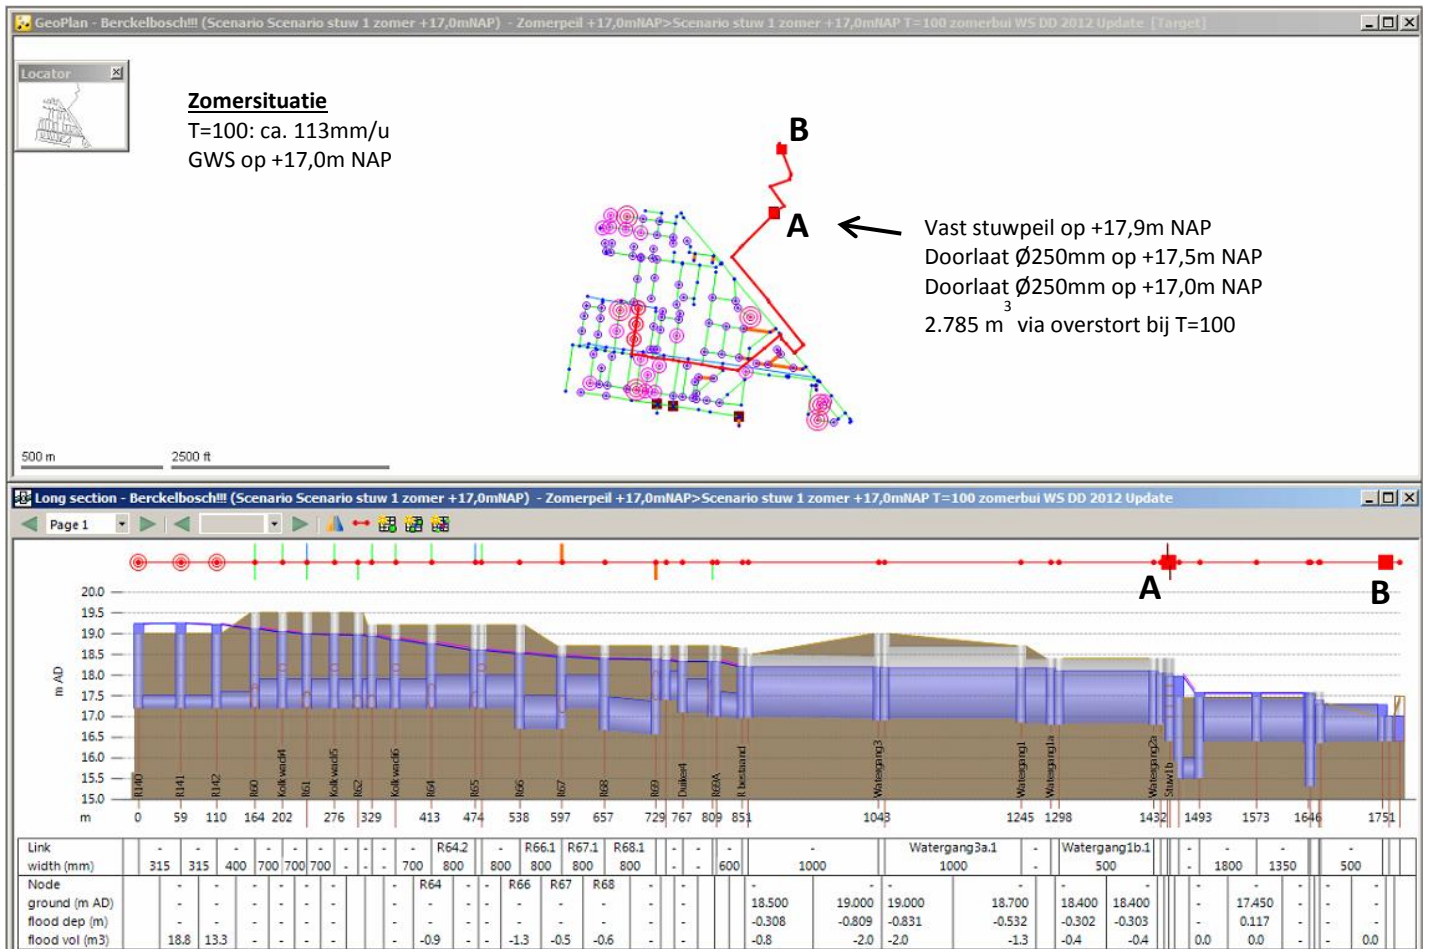 GeoPlan - Berckelbosch!!! (Scenario Scenario stuw 1 zomer +17,0mNAP) - Zomerpeil +17,0mNAP>Scenario stuw 1 zomer +17,0mNAP T=100 zomerbui WS DD 2012 Update [Target]
Locator
Zomersituatie
T=100: ca. 113mm/u
GWS op +17,0m NAP
B
A
Vast stuwpeil op +17,9m NAP
Doorlaat Ø250mm op +17,5m NAP
Doorlaat Ø250mm op +17,0m NAP
2.785 m³ via overstort bij T=100
500 m 2500 ft
Long section - Berckelbosch!!! (Scenario Scenario stuw 1 zomer +17,0mNAP) - Zomerpeil +17,0mNAP>Scenario stuw 1 zomer +17,0mNAP T=100 zomerbui WS DD 2012 Update
Page 1
A B
20.0
19.5
19.0
18.5
18.0
17.5
17.0
16.5
16.0
15.5
15.0
m AD
R140 R141 R142 R60 Kolkwadi4 R61 Kolkwadi5 R62 Kolkwadi6 R64 R65 R66 R67 R68 R69 Duiker4 R69A R bestaand Watergang3 Watergang1 Watergang1a Watergang2a Stuw1b
m 0 59 110 164 202 276 329 413 474 538 597 657 729 767 809 851 1043 1245 1298 1432 1493 1573 1646 1751
Link - - - - - - - - - - R64.2 - R66.1 R67.1 R68.1 - - - - Watergang3a.1 - Watergang1b.1 - - - - -
width (mm) 315 315 400 700 700 700 - - - 700 800 - 800 800 800 800 - - 600 1000 1000 - 500 - - 1800 1350 - 500
Node - - - - - - - - R64 - - R66 R67 R68 - - - - - - - - - - - - - -
ground (m AD) - - - - - - - - - - - - - - - - 18.500 19.000 19.000 18.700 18.400 18.400 - 17.450 - -
flood dep (m) - - - - - - - - - - - - - - - - -0.308 -0.809 -0.831 -0.532 -0.302 -0.303 - 0.117 - -
flood vol (m3) 18.8 13.3 - - - - - - -0.9 - - -1.3 -0.5 -0.6 - - -0.8 -2.0 -2.0 -1.3 -0.4 -0.4 0.0 0.0 - 0.0